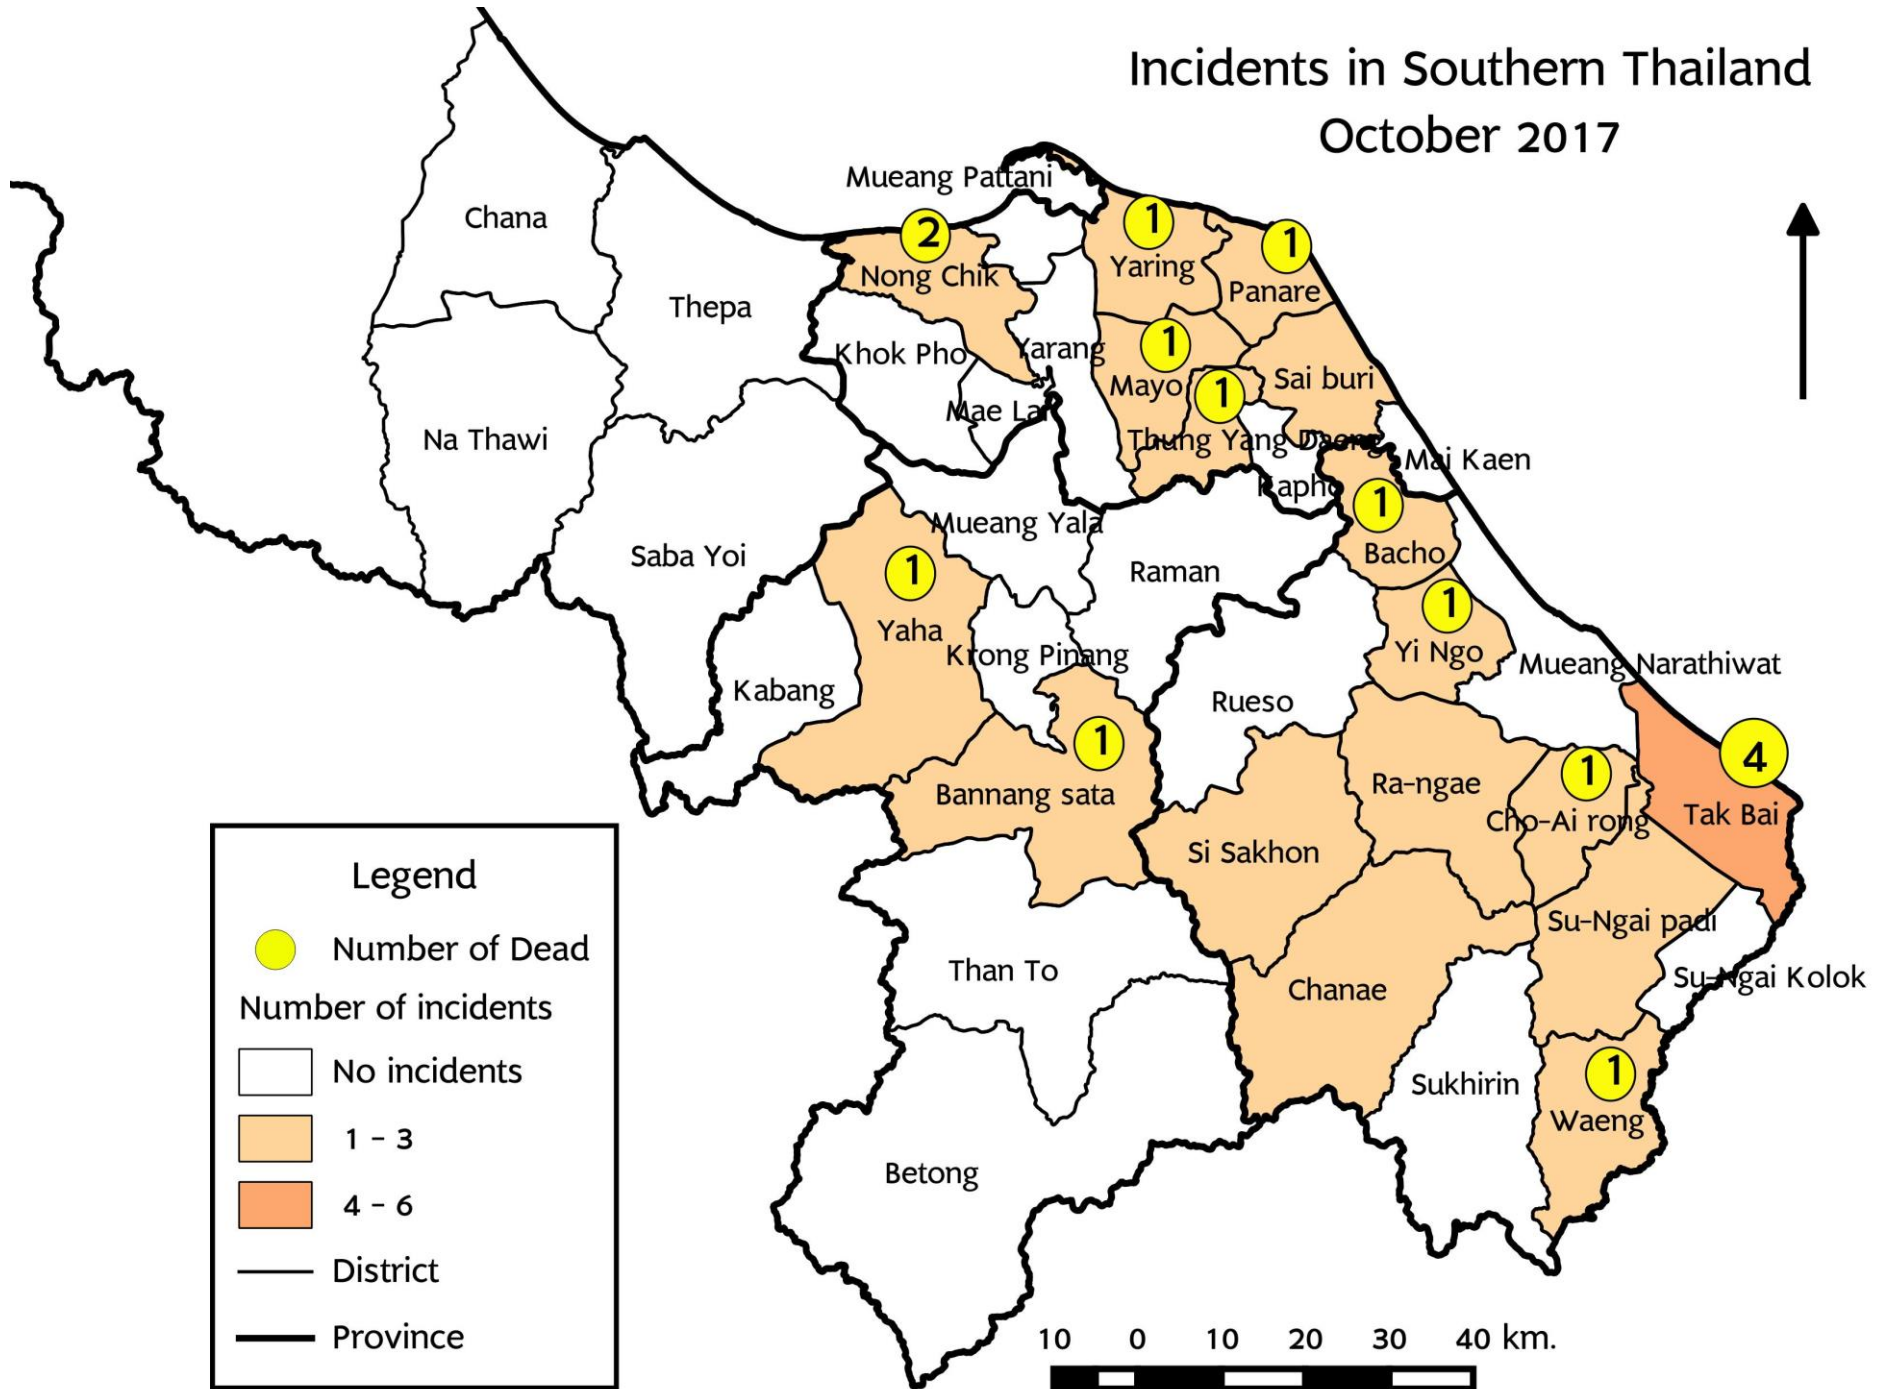 Incidents in Southern Thailand
October 2017
Mueang Pattani
Chana
2
1
1
Nong Chik
Yaring
Panare
Thepa
Khok Pho
Yarang
1
Mayo
1
Sai buri
Mae Lan
Na Thawi
Thung Yang Daeng
Mai Kaen
Kapho
1
Mueang Yala
Saba Yoi
Raman
Bacho
1
Yaha
1
Krong Pinang
Yi Ngo
Mueang Narathiwat
Kabang
Rueso
1
1
4
Bannang sata
Ra-ngae
Cho-Ai rong
Tak Bai
Si Sakhon
Su-Ngai padi
Than To
Chanae
Su-Ngai Kolok
Sukhirin
1
Waeng
Betong
Legend
Number of Dead
Number of incidents
No incidents
1 - 3
4 - 6
District
Province
10 0 10 20 30 40 km.